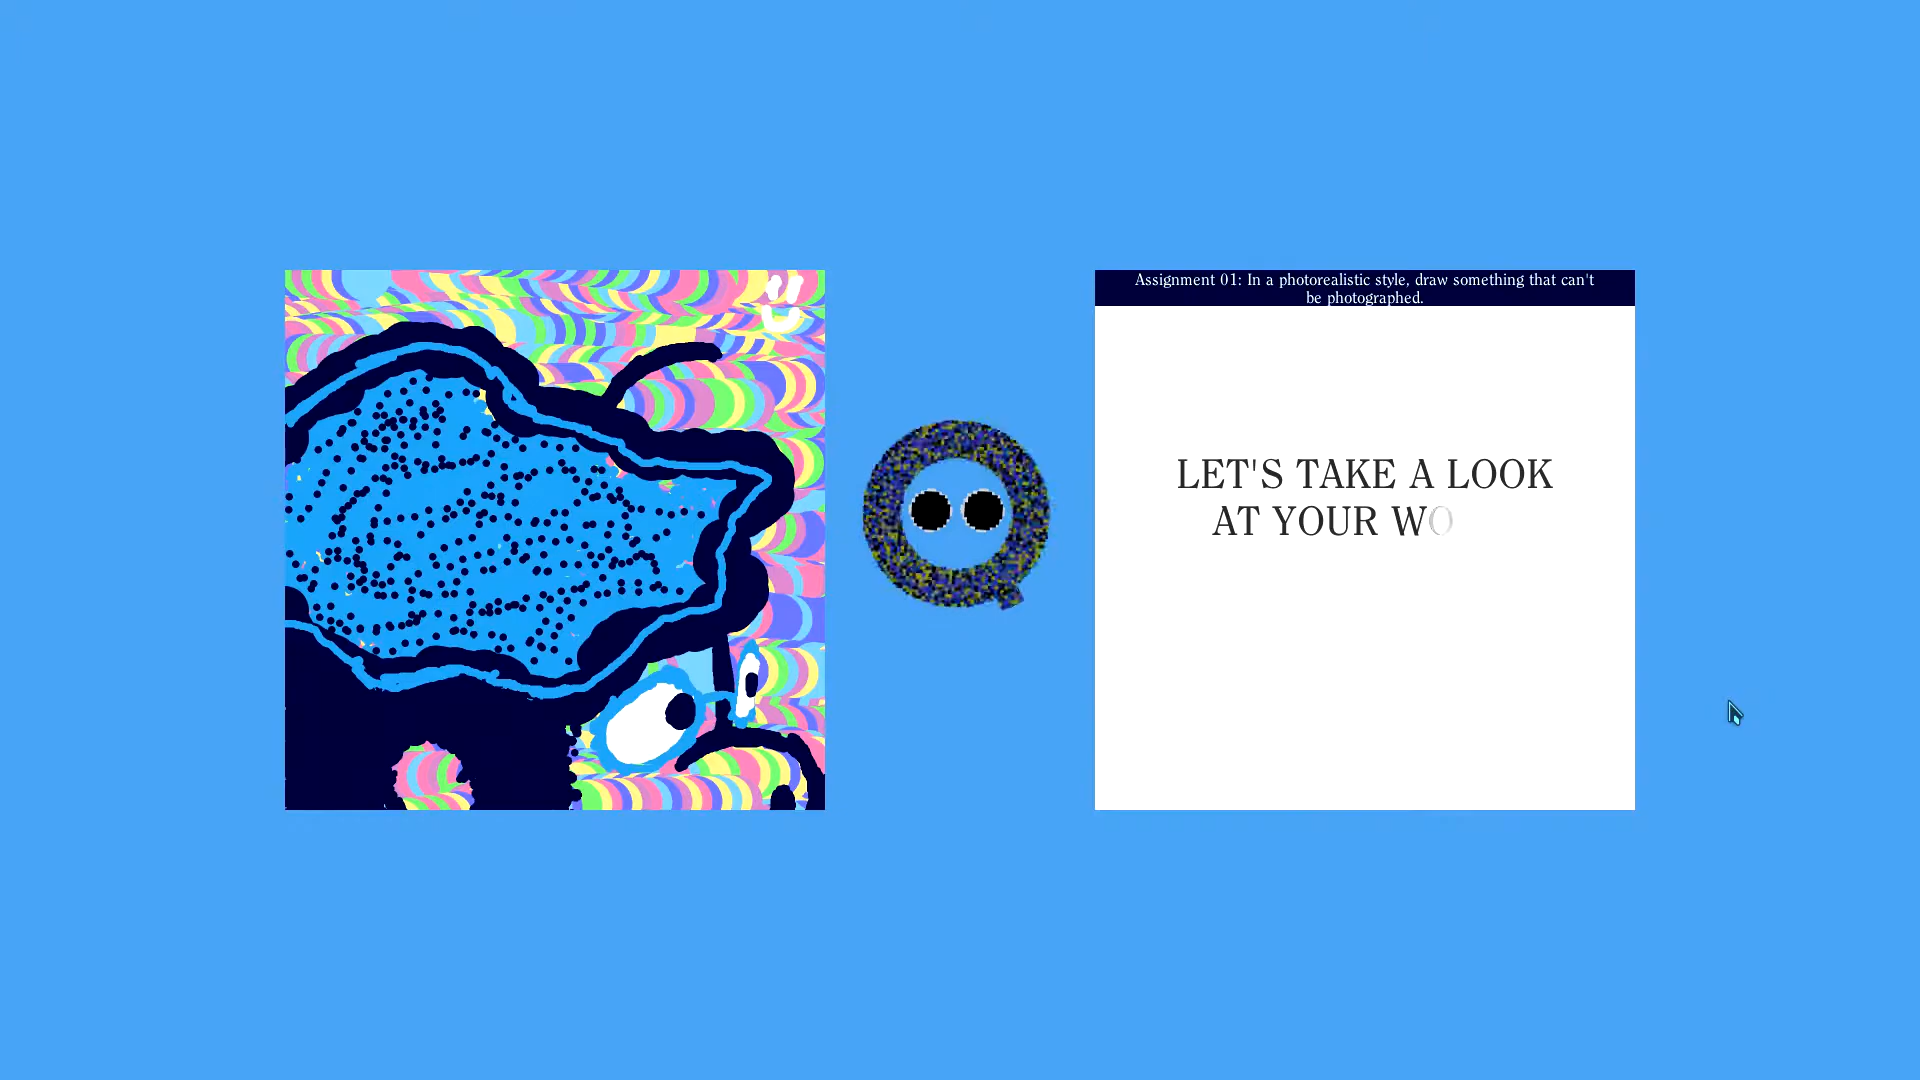 Assignment 01: In a photorealistic style, draw something that can't
be photographed.
LET'S TAKE A LOOK
AT YOUR WO